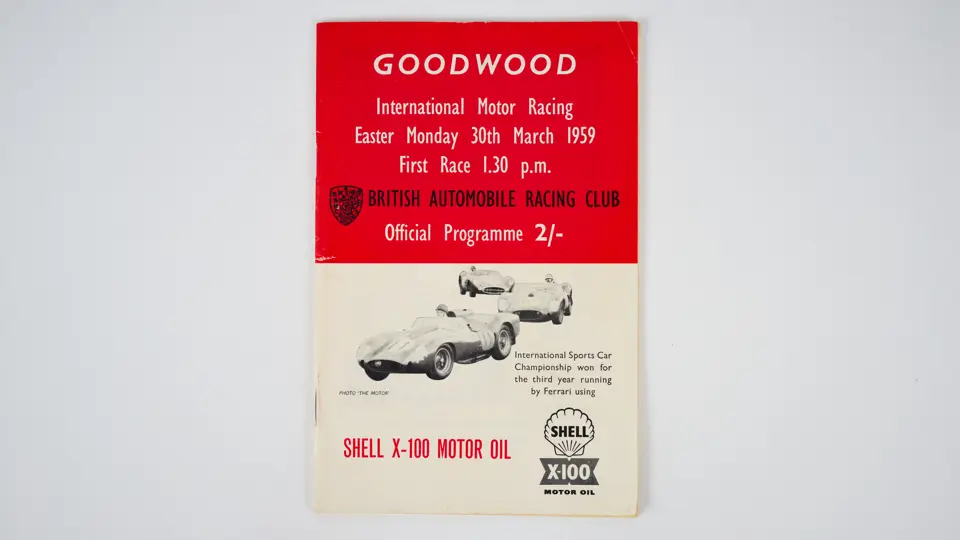 GOODWOOD
International Motor Racing
Easter Monday 30th March 1959
First Race 1.30 p.m.
BRITISH AUTOMOBILE RACING CLUB
Official Programme 2/-
International Sports Car
Championship won for
the third year running
by Ferrari using
PHOTO 'THE MOTOR'
SHELL X-100 MOTOR OIL
SHELL
X-100
MOTOR OIL